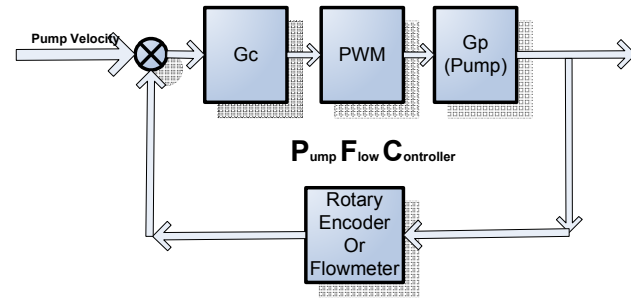 Pump Velocity
Gc
PWM
Gp
(Pump)
Pump Flow Controller
Rotary
Encoder
Or
Flowmeter